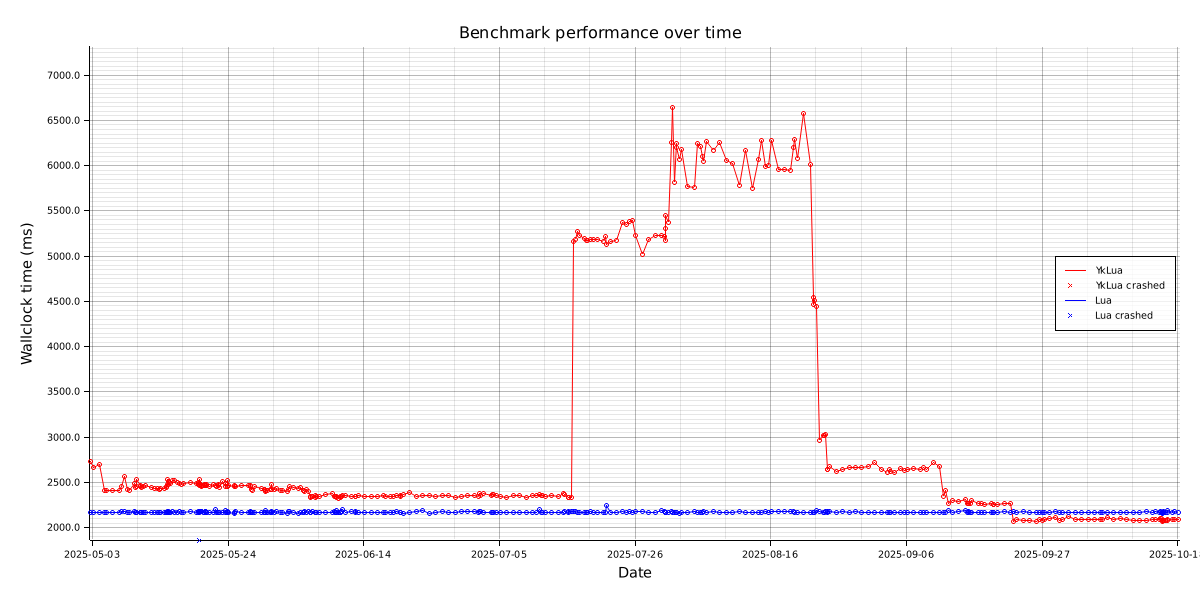 Benchmark performance over time
7000.0
6500.0
6000.0
5500.0
5000.0
4500.0
4000.0
3500.0
3000.0
2500.0
2000.0
Wallclock time (ms)
YkLua
YkLua crashed
Lua
Lua crashed
2025-05-03 2025-05-24 2025-06-14 2025-07-05 2025-07-26 2025-08-16 2025-09-06 2025-09-27 2025-10-1
Date